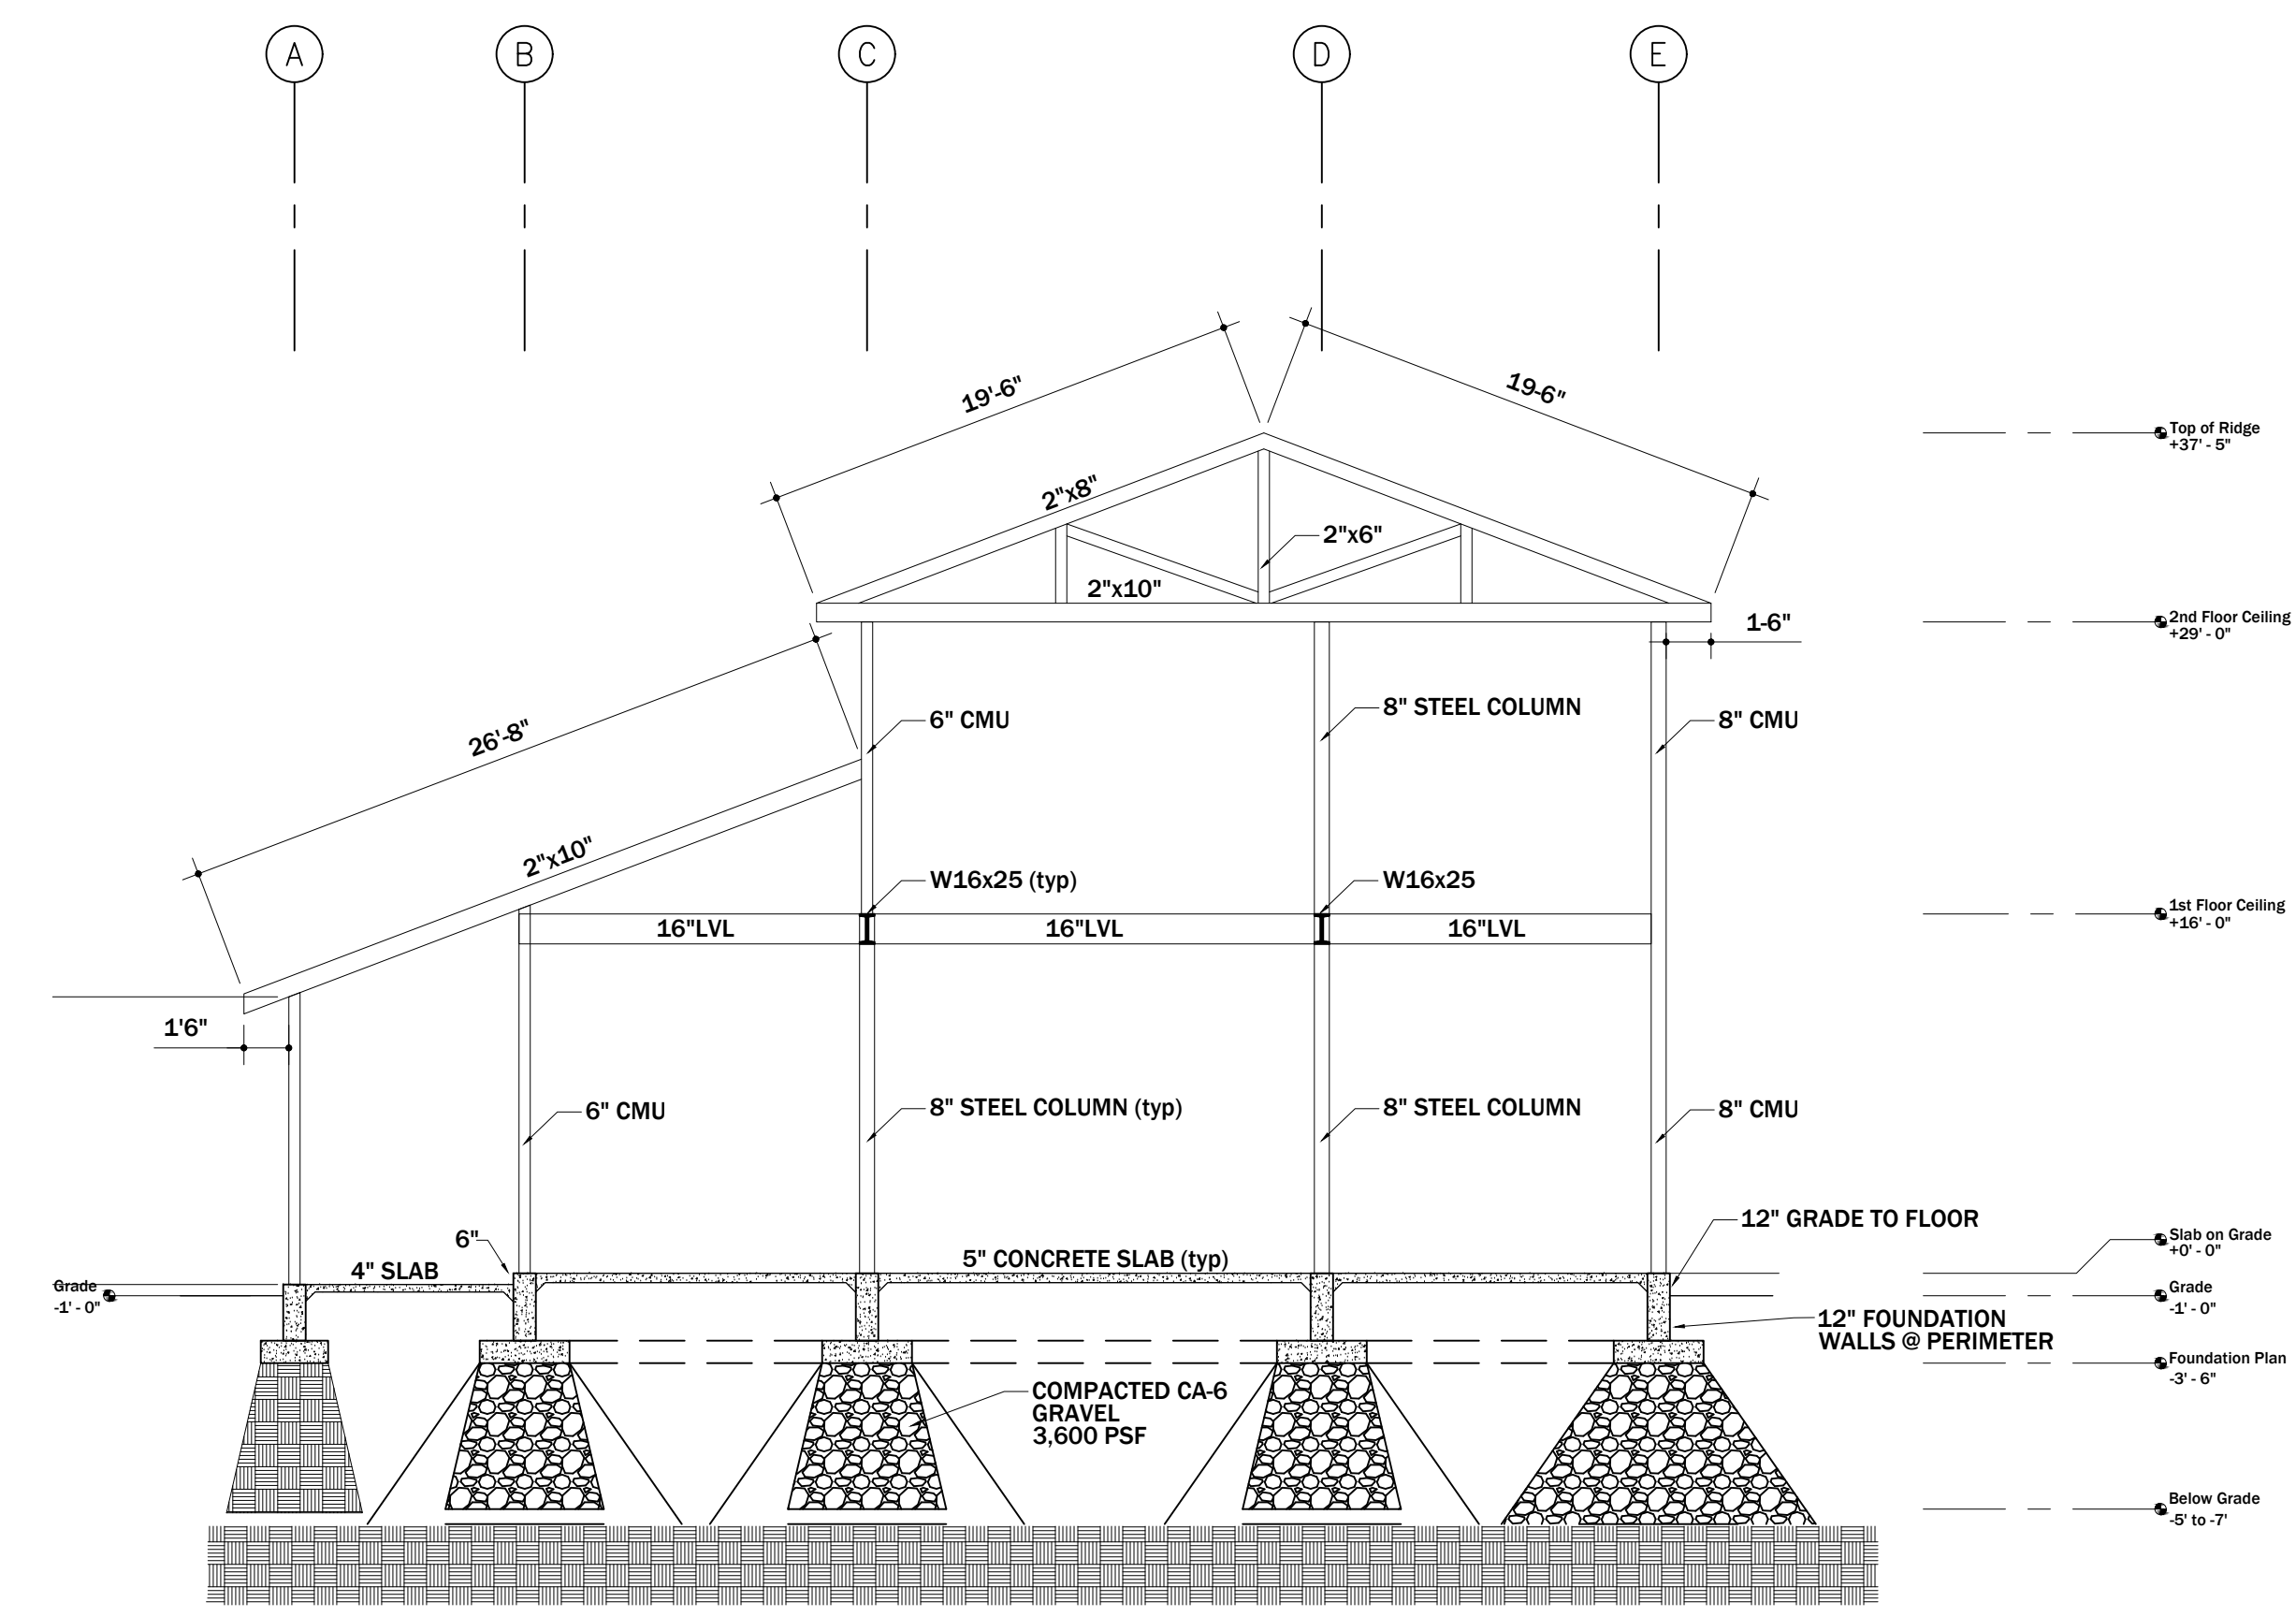 A
B
C
D
E
19'-6"
19-6"
Top of Ridge
+37' - 5"
2"x8"
2"x6"
2"x10"
2nd Floor Ceiling
+29' - 0"
1-6"
6" CMU
8" STEEL COLUMN
8" CMU
26'-8"
2"x10"
W16x25 (typ)
W16x25
1st Floor Ceiling
+16' - 0"
16"LVL
16"LVL
16"LVL
1'6"
6" CMU
8" STEEL COLUMN (typ)
8" STEEL COLUMN
8" CMU
12" GRADE TO FLOOR
6"
Slab on Grade
+0' - 0"
5" CONCRETE SLAB (typ)
4" SLAB
Grade
-1' - 0"
Grade
-1' - 0"
12" FOUNDATION
WALLS @ PERIMETER
Foundation Plan
-3' - 6"
COMPACTED CA-6
GRAVEL
3,600 PSF
Below Grade
-5' to -7'